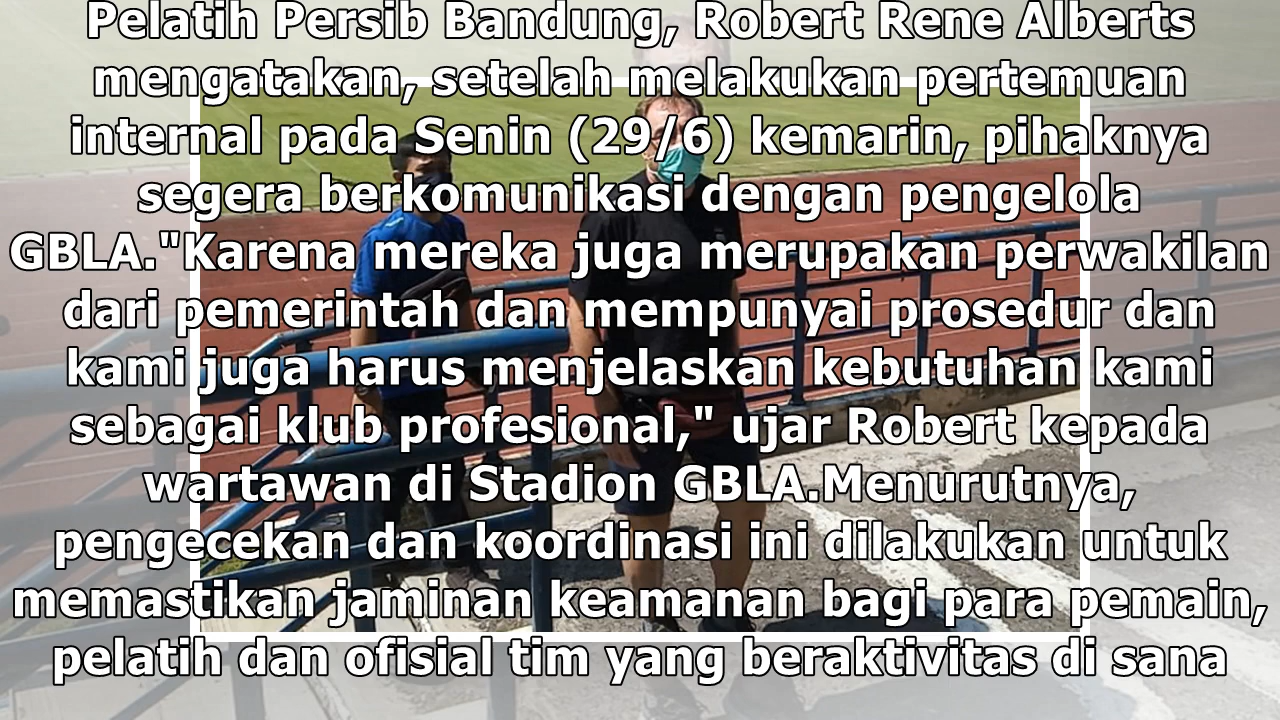 Pelatih Persib Bandung, Robert Rene Alberts
mengatakan, setelah melakukan pertemuan
internal pada Senin (29/6) kemarin, pihaknya
segera berkomunikasi dengan pengelola
GBLA."Karena mereka juga merupakan perwakilan
dari pemerintah dan mempunyai prosedur dan
kami juga harus menjelaskan kebutuhan kami
sebagai klub profesional," ujar Robert kepada
wartawan di Stadion GBLA.Menurutnya,
pengecekan dan koordinasi ini dilakukan untuk
memastikan jaminan keamanan bagi para pemain,
pelatih dan ofisial tim yang beraktivitas di sana